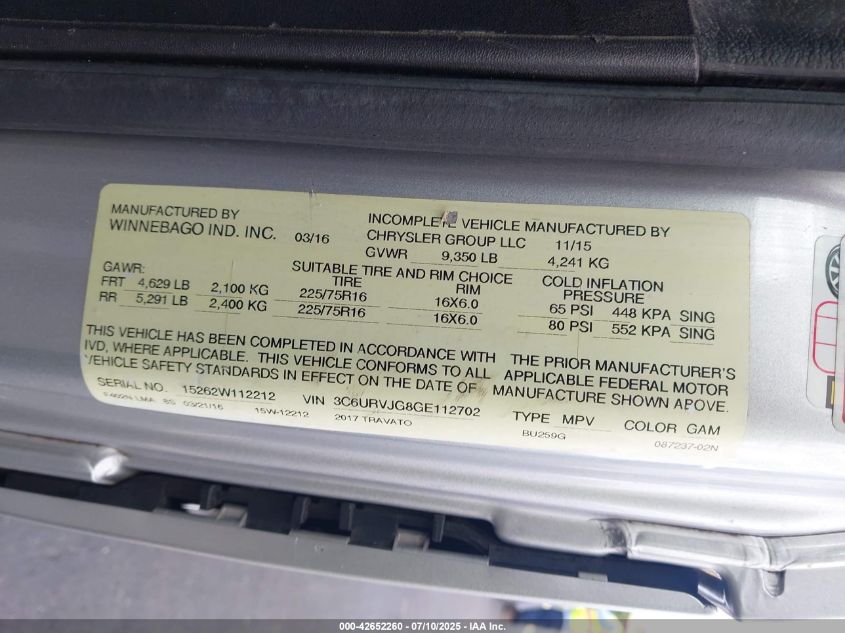 MANUFACTURED BY
WINNEBAGO IND. INC. 03/16
INCOMPLETE VEHICLE MANUFACTURED BY
CHRYSLER GROUP LLC 11/15
GVWR 9,350 LB 4,241 KG
GAWR: SUITABLE TIRE AND RIM CHOICE COLD INFLATION
TIRE RIM PRESSURE
FRT 4,629 LB 2,100 KG 225/75R16 16X6.0 65 PSI 448 KPA SING
RR 5,291 LB 2,400 KG 225/75R16 16X6.0 80 PSI 552 KPA SING
THIS VEHICLE HAS BEEN COMPLETED IN ACCORDANCE WITH THE PRIOR MANUFACTURER'S
IVD, WHERE APPLICABLE. THIS VEHICLE CONFORMS TO ALL APPLICABLE FEDERAL MOTOR
VEHICLE SAFETY STANDARDS IN EFFECT ON THE DATE OF MANUFACTURE SHOWN ABOVE.
SERIAL NO. 15262W112212 VIN 3C6URVJG8GE112702 TYPE MPV COLOR GAM
LMA 8S 03/21/16 15W-12212 2017 TRAVATO BU259G 087237-02N
000-42652260 - 07/10/2025 - IAA Inc.